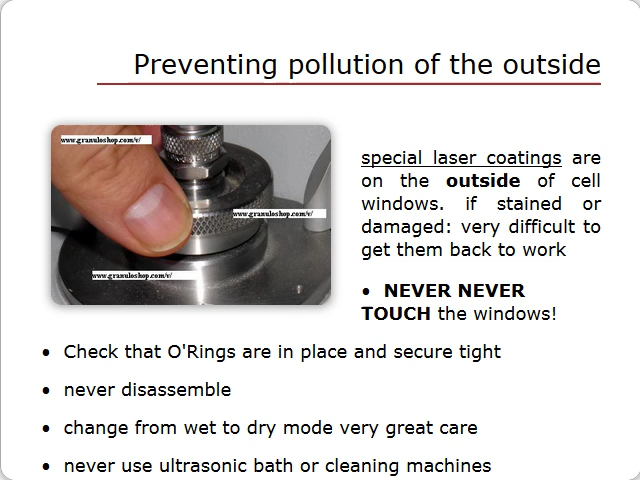 Preventing pollution of the outside
www.granuloshop.com/v/
www.granuloshop.com/v/
www.granuloshop.com/v/
special laser coatings are
on the outside of cell
windows. if stained or
damaged: very difficult to
get them back to work
• NEVER NEVER
TOUCH the windows!
• Check that O'Rings are in place and secure tight
• never disassemble
• change from wet to dry mode very great care
• never use ultrasonic bath or cleaning machines